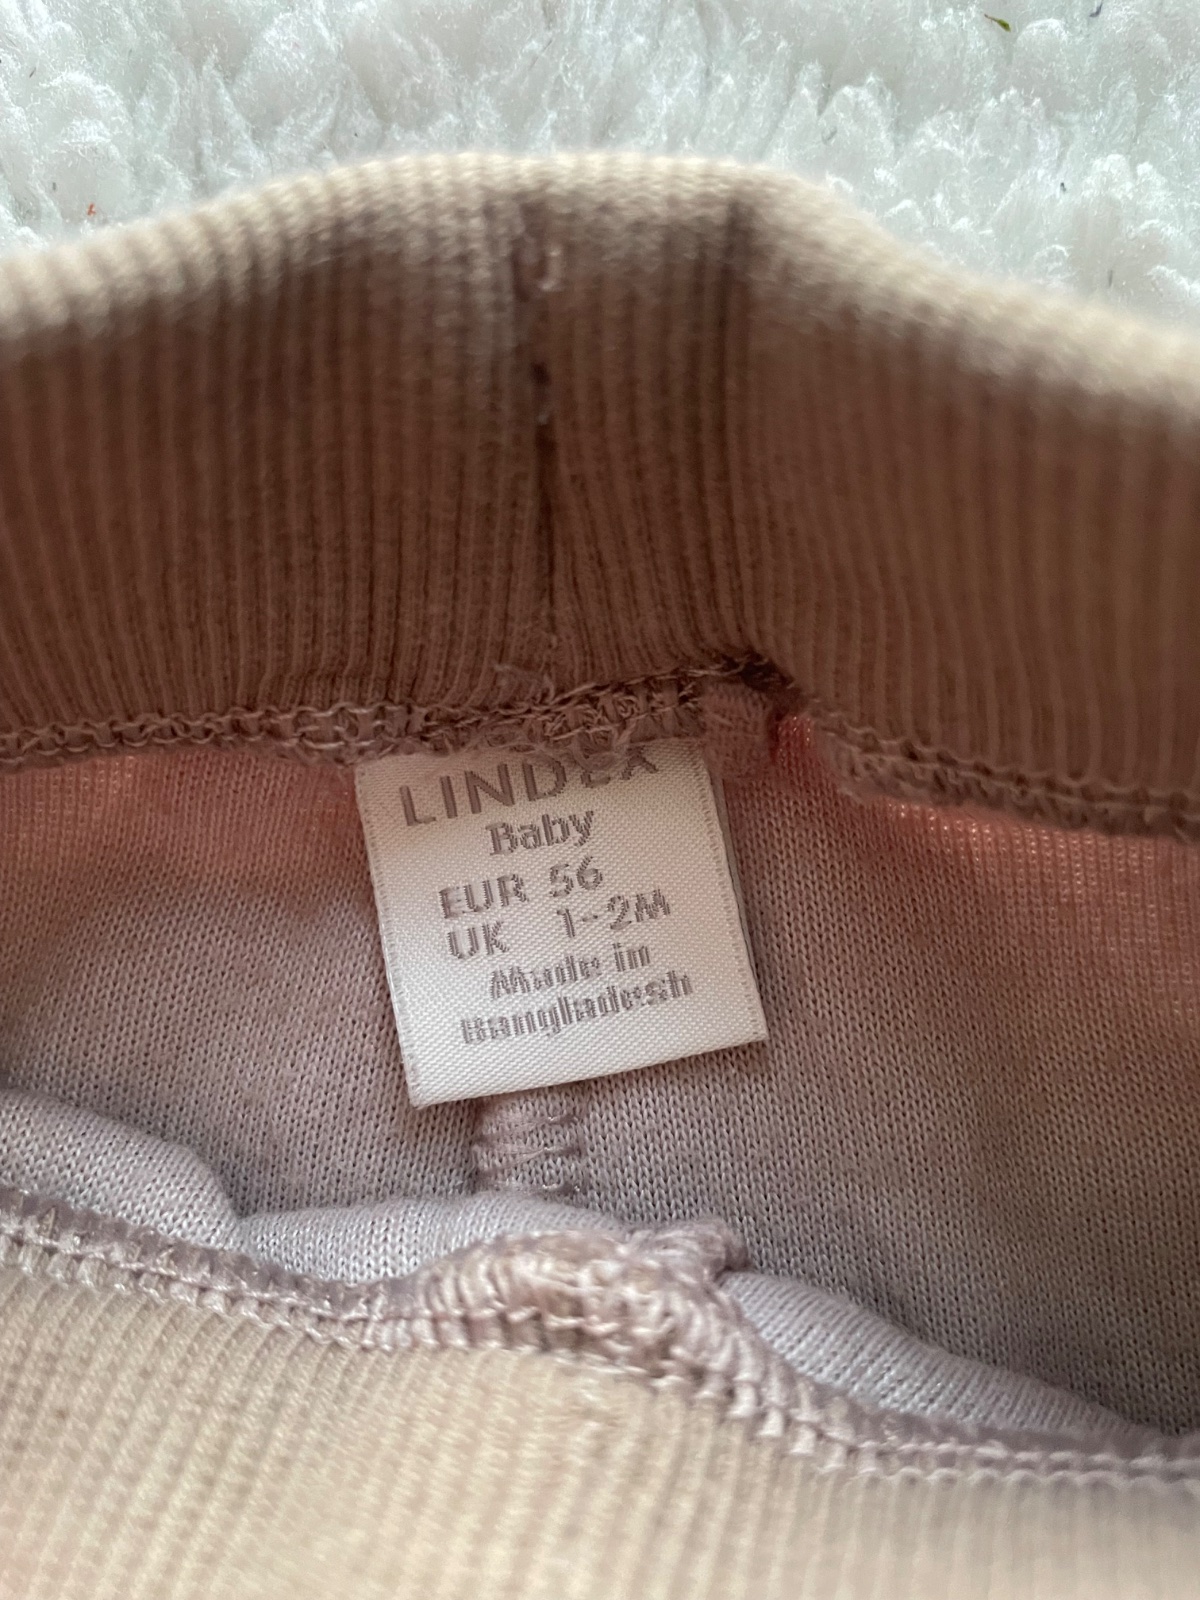 LINDEX
Baby
EUR 56
UK 1-2M
Made in
Bangladesh